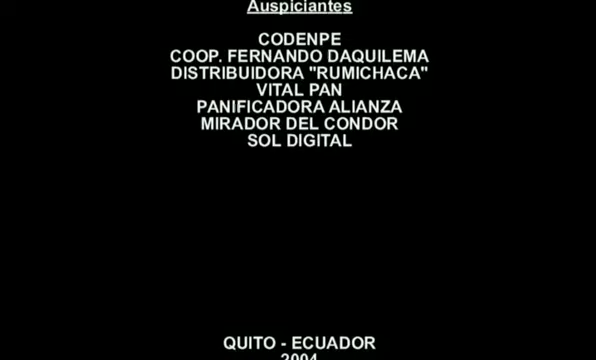 Auspiciantes
CODENPE
COOP. FERNANDO DAQUILEMA
DISTRIBUIDORA "RUMICHACA"
VITAL PAN
PANIFICADORA ALIANZA
MIRADOR DEL CONDOR
SOL DIGITAL
QUITO - ECUADOR
2004